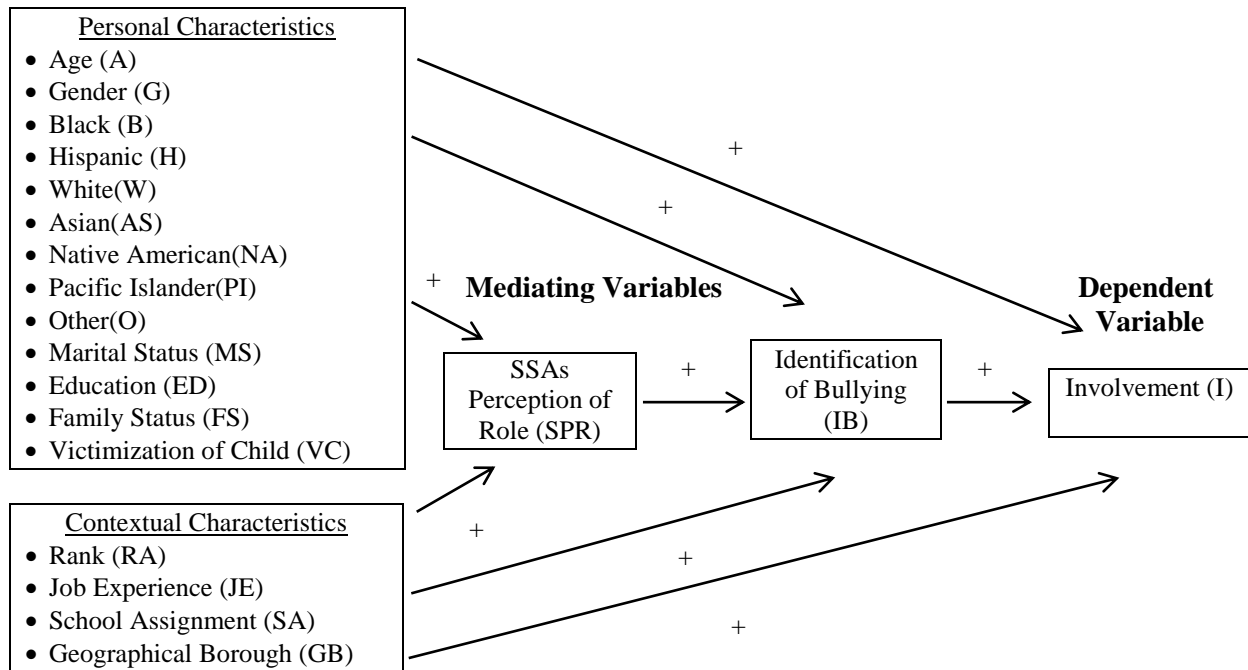 Personal Characteristics
• Age (A)
• Gender (G)
• Black (B)
• Hispanic (H)
• White(W)
• Asian(AS)
• Native American(NA)
• Pacific Islander(PI)
• Other(O)
• Marital Status (MS)
• Education (ED)
• Family Status (FS)
• Victimization of Child (VC)
+
+
+
Mediating Variables
Dependent
Variable
SSAs
Perception of
Role (SPR)
+
Identification
of Bullying
(IB)
+
Involvement (I)
Contextual Characteristics
• Rank (RA)
• Job Experience (JE)
• School Assignment (SA)
• Geographical Borough (GB)
+
+
+